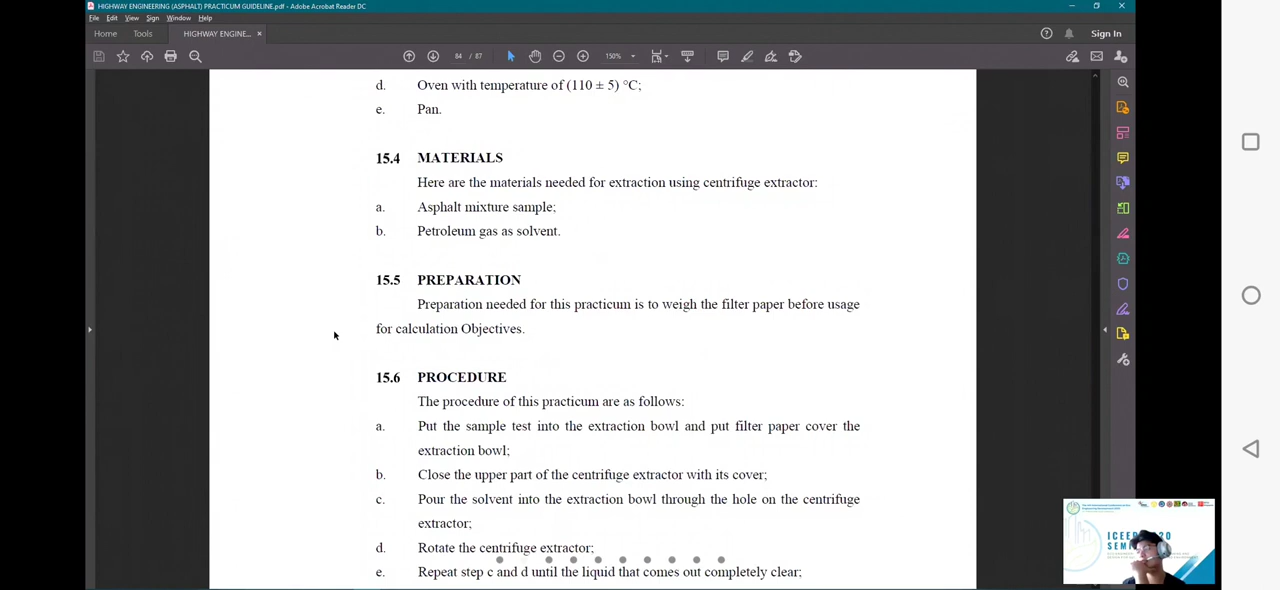 HIGHWAY ENGINEERING (ASPHALT) PRACTICUM GUIDELINE.pdf - Adobe Acrobat Reader DC
File Edit View Sign Window Help
Home Tools HIGHWAY ENGINE... × Sign In
84 / 87 150%
d. Oven with temperature of (110 ± 5) °C;
e. Pan.
15.4 MATERIALS
Here are the materials needed for extraction using centrifuge extractor:
a. Asphalt mixture sample;
b. Petroleum gas as solvent.
15.5 PREPARATION
Preparation needed for this practicum is to weigh the filter paper before usage
for calculation Objectives.
15.6 PROCEDURE
The procedure of this practicum are as follows:
a. Put the sample test into the extraction bowl and put filter paper cover the
extraction bowl;
b. Close the upper part of the centrifuge extractor with its cover;
c. Pour the solvent into the extraction bowl through the hole on the centrifuge
extractor;
d. Rotate the centrifuge extractor;
e. Repeat step c and d until the liquid that comes out completely clear;